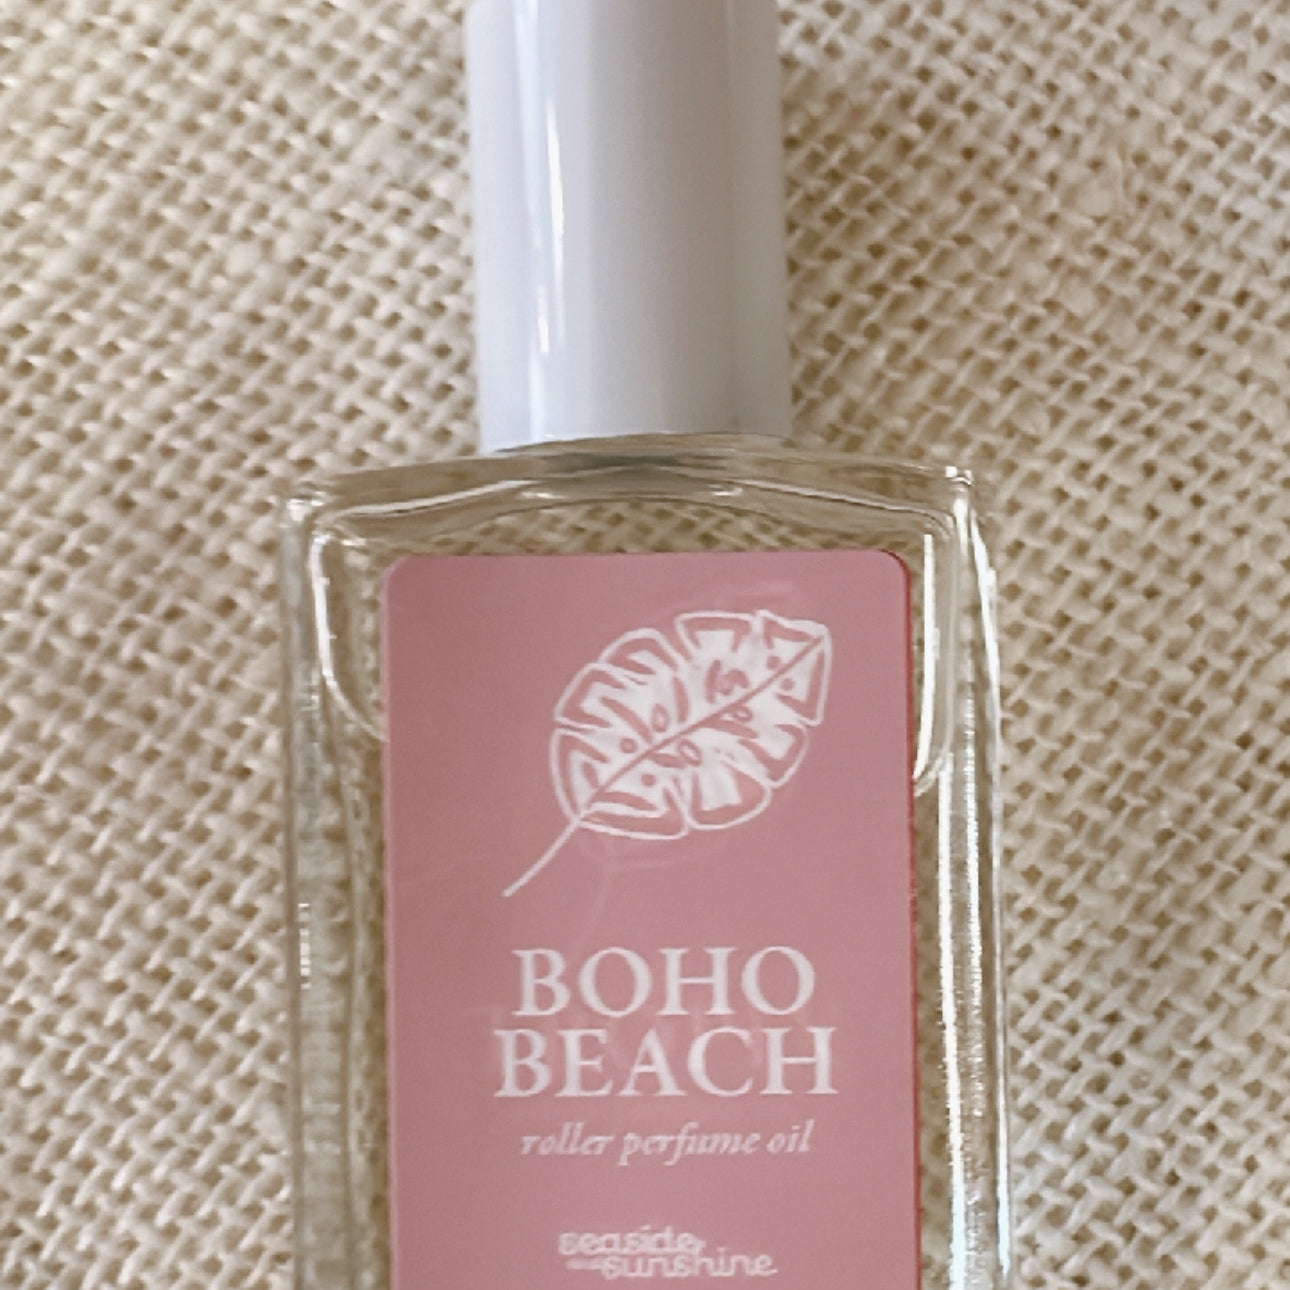 BOHO
BEACH
roller perfume oil
seaside
sunshine